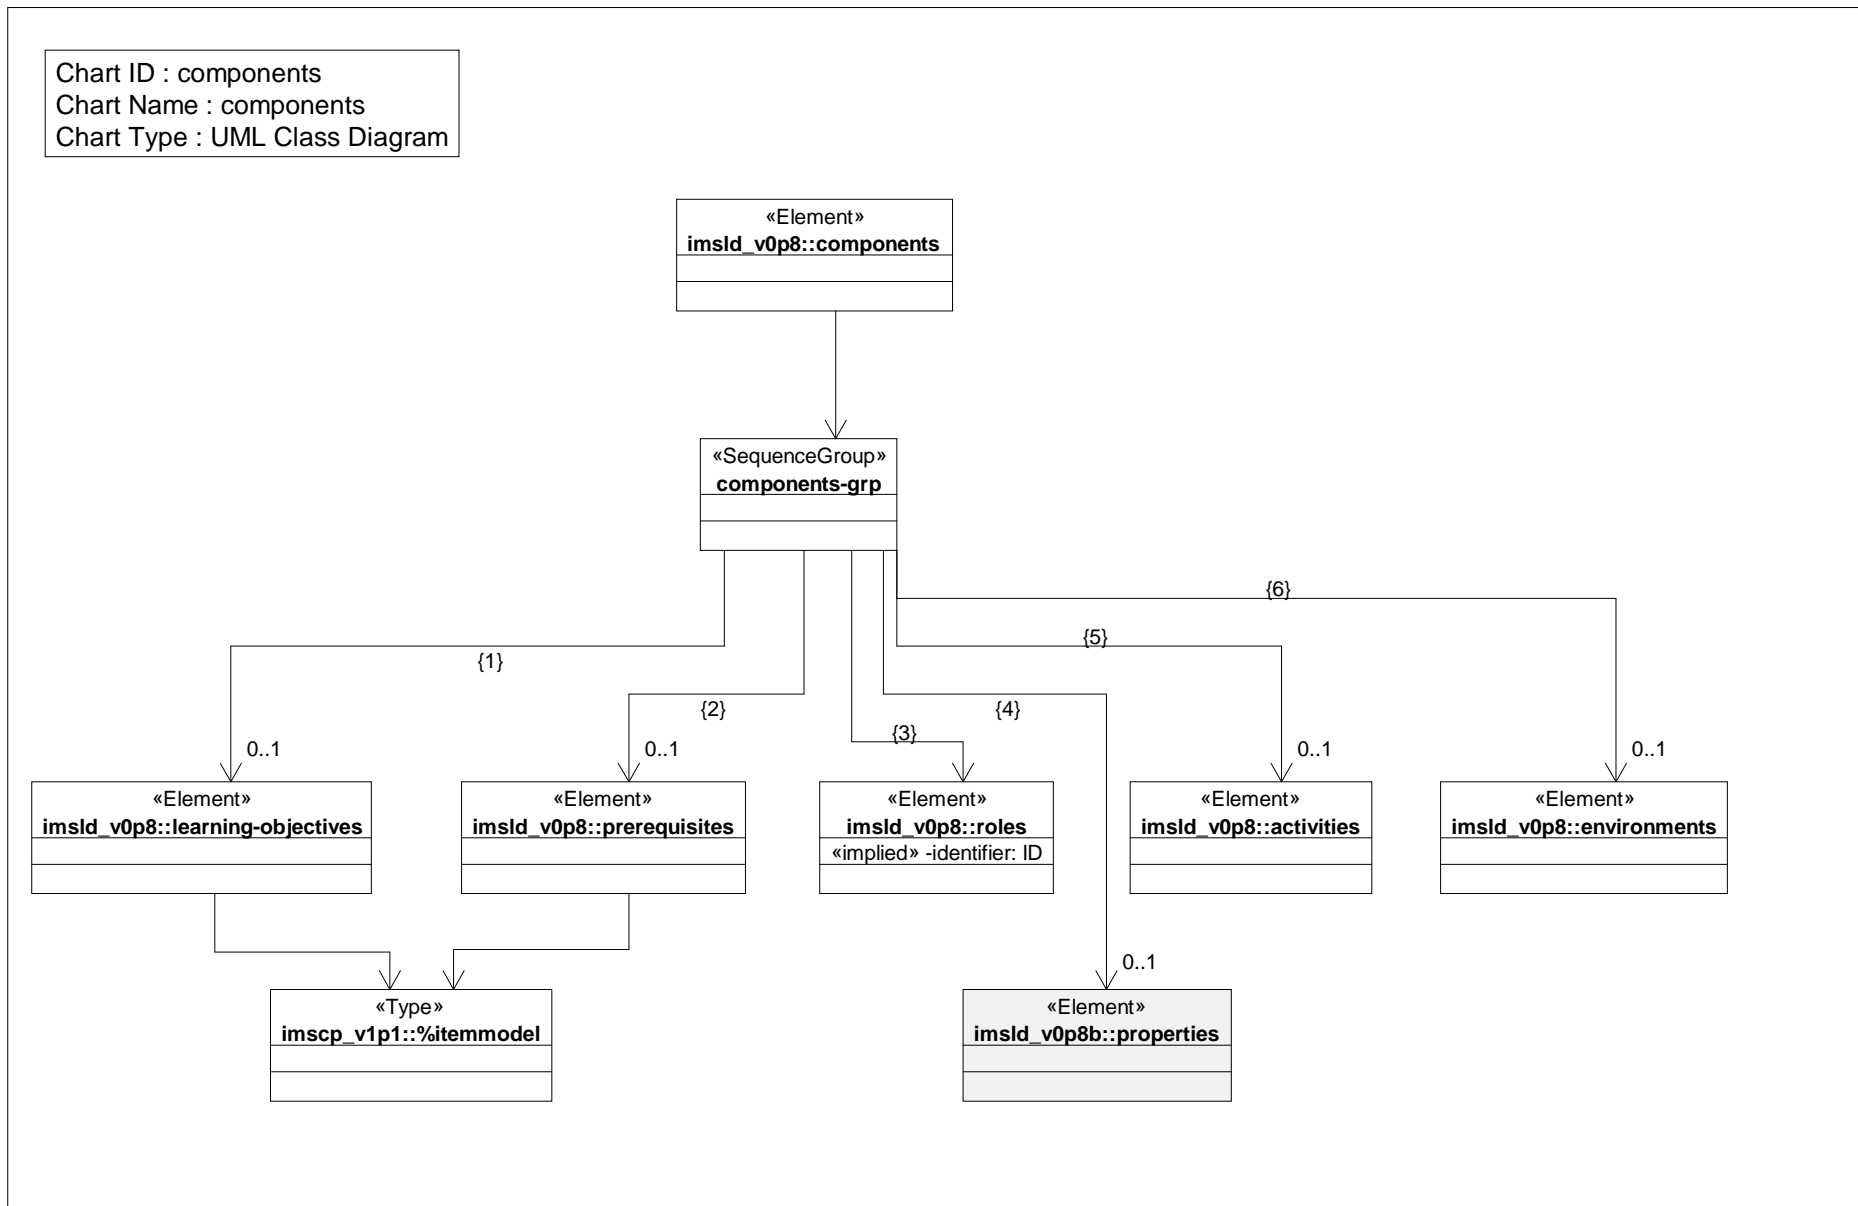 Chart ID : components
Chart Name : components
Chart Type : UML Class Diagram
«Element»
imsld_v0p8::components
«SequenceGroup»
components-grp
{6}
{5}
{1}
{2}
{4}
{3}
0..1
0..1
0..1
0..1
«Element»
imsld_v0p8::learning-objectives
«Element»
imsld_v0p8::prerequisites
«Element»
imsld_v0p8::roles
«implied» -identifier: ID
«Element»
imsld_v0p8::activities
«Element»
imsld_v0p8::environments
0..1
«Type»
imscp_v1p1::%itemmodel
«Element»
imsld_v0p8b::properties